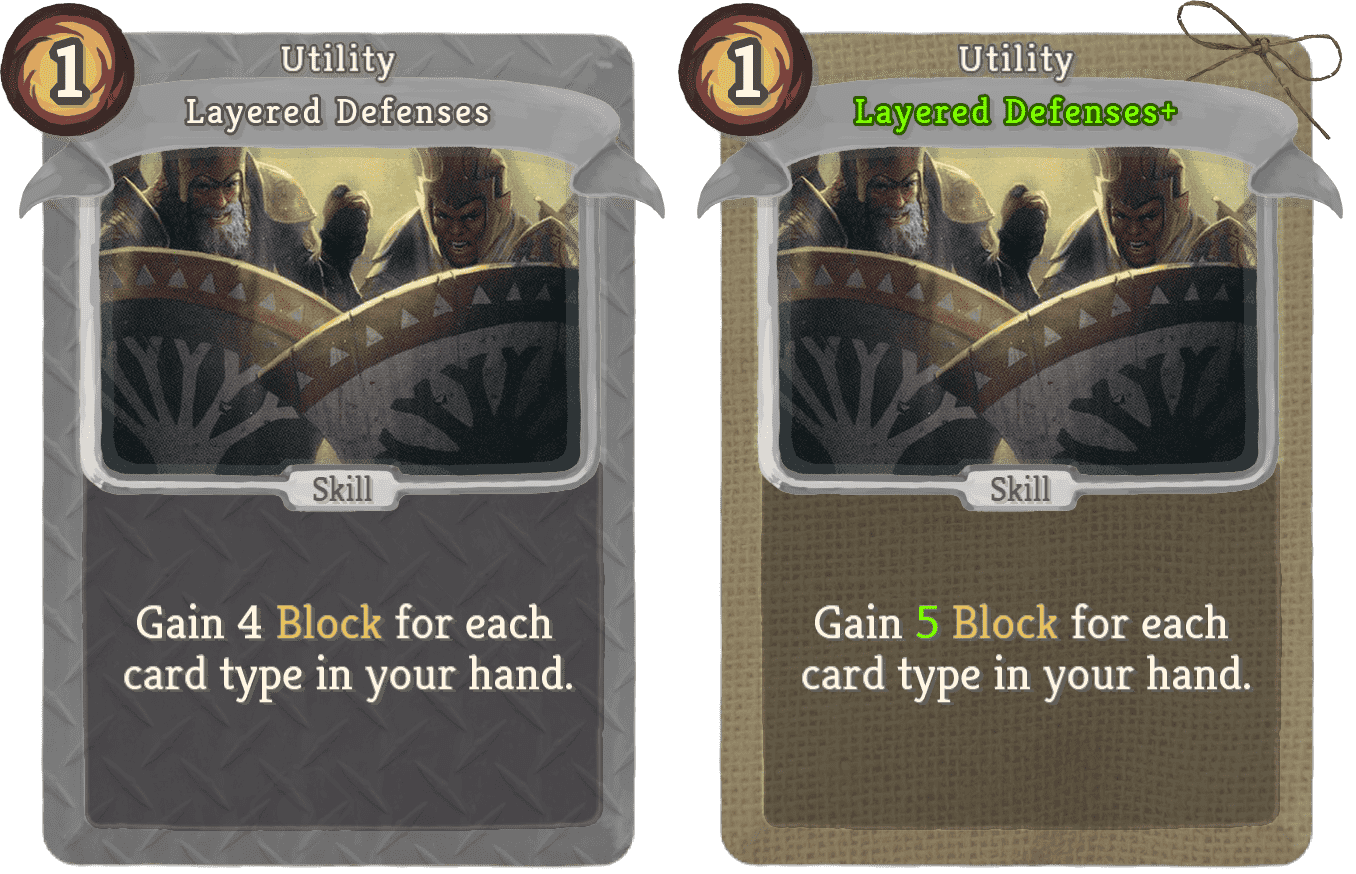 1
Utility
Layered Defenses
Skill
Gain 4 Block for each
card type in your hand.
1
Utility
Layered Defenses+
Skill
Gain 5 Block for each
card type in your hand.